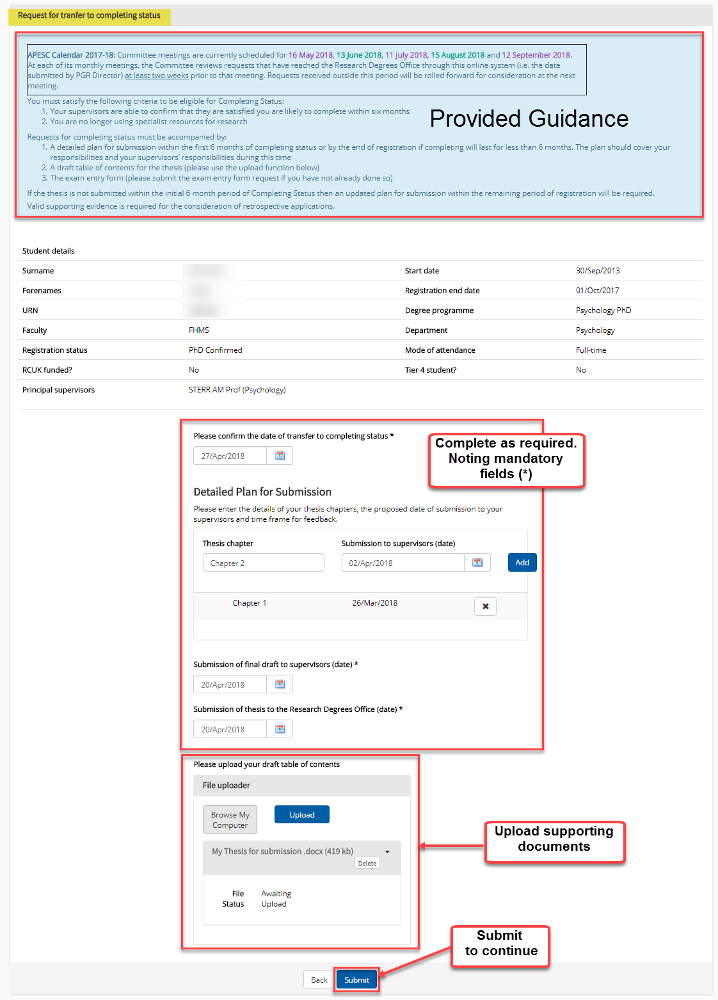 Request for tranfer to completing status
APESC Calendar 2017-18: Committee meetings are currently scheduled for 16 May 2018, 13 June 2018, 11 July 2018, 15 August 2018 and 12 September 2018.
At each of its monthly meetings, the Committee reviews requests that have reached the Research Degrees Office through this online system (i.e. the date
submitted by PGR Director) at least two weeks prior to that meeting. Requests received outside this period will be rolled forward for consideration at the next
meeting.
You must satisfy the following criteria to be eligible for Completing Status:
1. Your supervisors are able to confirm that they are satisfied you are likely to complete within six months
2. You are no longer using specialist resources for research
Provided Guidance
Requests for completing status must be accompanied by:
1. A detailed plan for submission within the first 6 months of completing status or by the end of registration if completing will last for less than 6 months. The plan should cover your
responsibilities and your supervisors' responsibilities during this time
2. A draft table of contents for the thesis (please use the upload function below)
3. The exam entry form (please submit the exam entry form request if you have not already done so)
If the thesis is not submitted within the initial 6 month period of Completing Status then an updated plan for submission within the remaining period of registration will be required.
Valid supporting evidence is required for the consideration of retrospective applications.
Student details
Surname Start date 30/Sep/2013
Forenames Registration end date 01/Oct/2017
URN Degree programme Psychology PhD
Faculty FHMS Department Psychology
Registration status PhD Confirmed Mode of attendance Full-time
RCUK funded? No Tier 4 student? No
Principal supervisors STERR AM Prof (Psychology)
Please confirm the date of transfer to completing status *
27/Apr/2018
Complete as required.
Noting mandatory
fields (*)
Detailed Plan for Submission
Please enter the details of your thesis chapters, the proposed date of submission to your
supervisors and time frame for feedback.
Thesis chapter Submission to supervisors (date)
Chapter 2 02/Apr/2018 Add
Chapter 1 26/Mar/2018
Submission of final draft to supervisors (date) *
20/Apr/2018
Submission of thesis to the Research Degrees Office (date) *
20/Apr/2018
Please upload your draft table of contents
File uploader
Browse My
Computer
Upload
My Thesis for submission .docx (419 kb)
Delete
Upload supporting
documents
File Awaiting
Status Upload
Submit
to continue
Back Submit